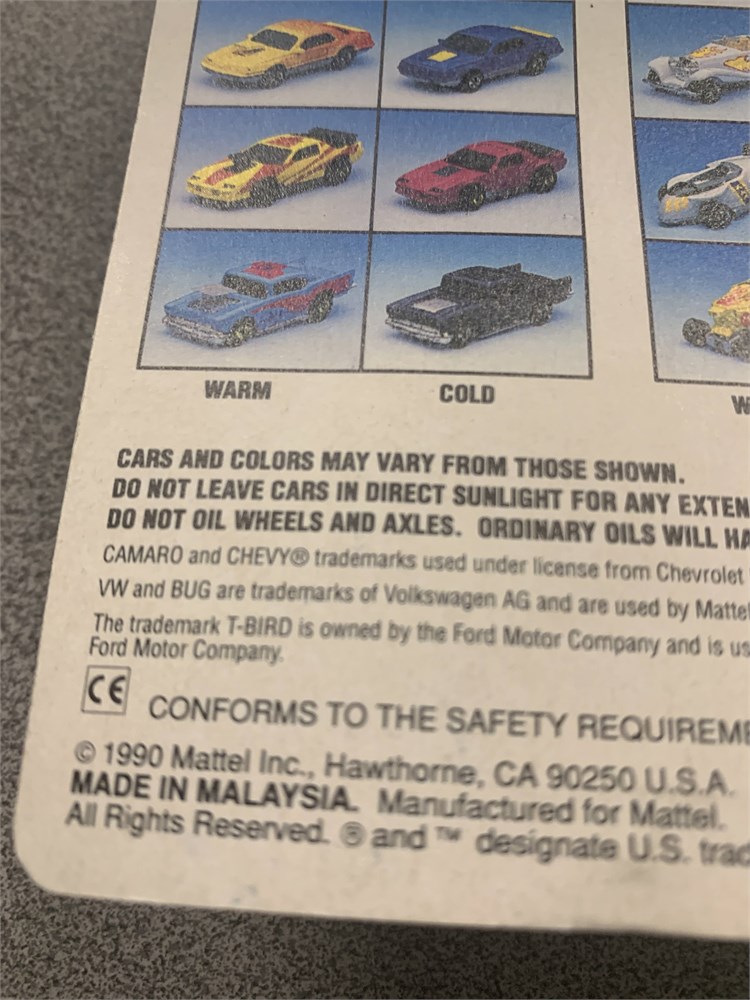 WARM COLD W
CARS AND COLORS MAY VARY FROM THOSE SHOWN.
DO NOT LEAVE CARS IN DIRECT SUNLIGHT FOR ANY EXTEN
DO NOT OIL WHEELS AND AXLES. ORDINARY OILS WILL HA
CAMARO and CHEVY® trademarks used under license from Chevrolet
VW and BUG are trademarks of Volkswagen AG and are used by Mattel
The trademark T-BIRD is owned by the Ford Motor Company and is us
Ford Motor Company.
CE CONFORMS TO THE SAFETY REQUIREME
© 1990 Mattel Inc., Hawthorne, CA 90250 U.S.A.
MADE IN MALAYSIA. Manufactured for Mattel.
All Rights Reserved. ® and ™ designate U.S. trad